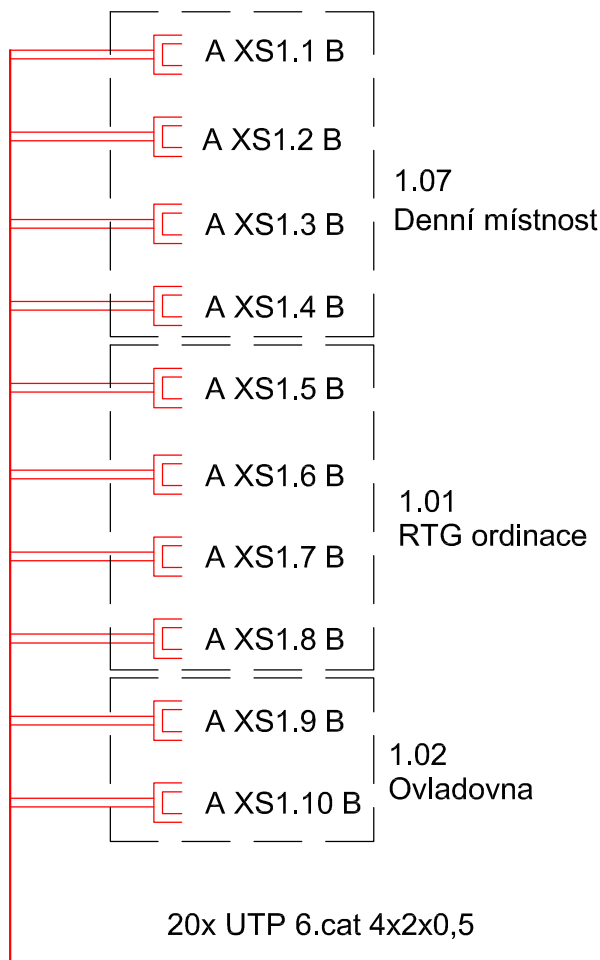 A XS1.1 B
A XS1.2 B
A XS1.3 B
A XS1.4 B
1.07
Denní místnost
A XS1.5 B
A XS1.6 B
A XS1.7 B
A XS1.8 B
1.01
RTG ordinace
A XS1.9 B
A XS1.10 B
1.02
Ovladovna
20x UTP 6.cat 4x2x0,5